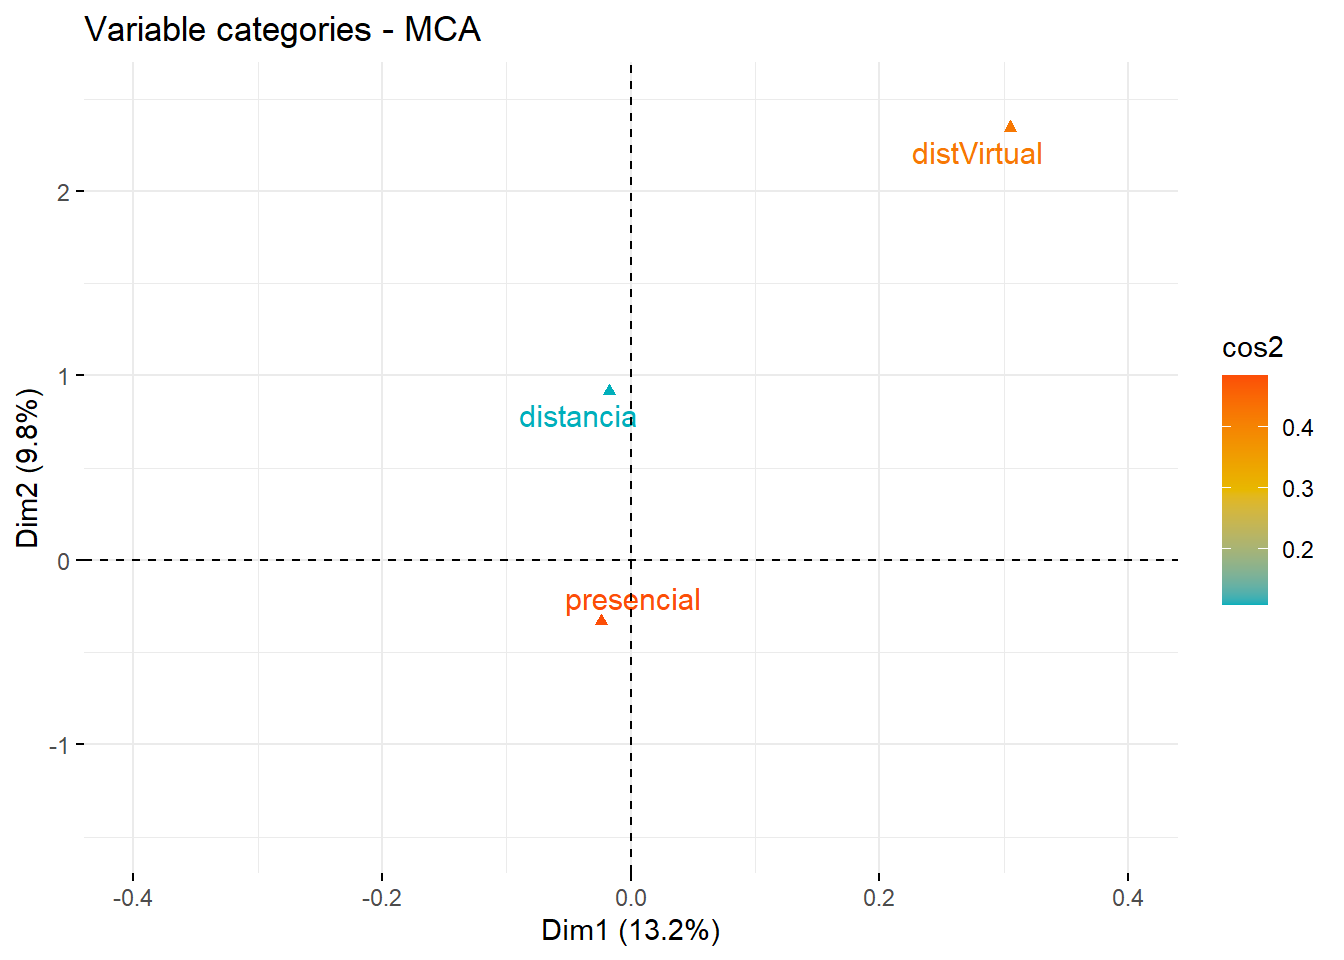 Variable categories - MCA
distVirtual
distancia
presencial
2
1
0
-1
-0.4
-0.2
0.0
0.2
0.4
Dim1 (13.2%)
Dim2 (9.8%)
cos2
0.4
0.3
0.2